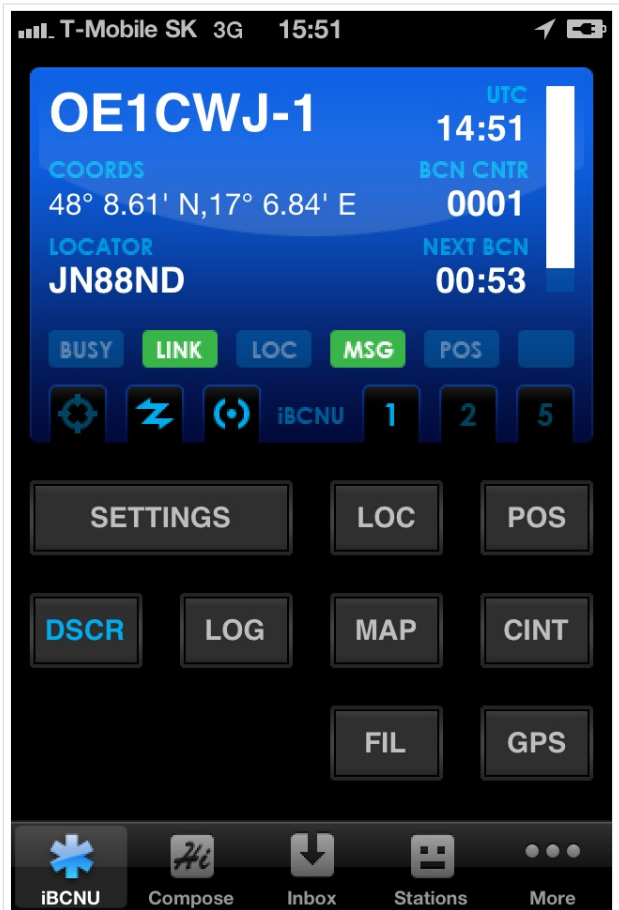 T-Mobile SK 3G 15:51
OE1CWJ-1
UTC
14:51
COORDS
BCN CNTR
48° 8.61' N,17° 6.84' E
0001
LOCATOR
NEXT BCN
JN88ND
00:53
BUSY LINK LOC MSG POS
iBCNU 1 2 5
SETTINGS LOC POS
DSCR LOG MAP CINT
FIL GPS
Hi
iBCNU Compose Inbox Stations More